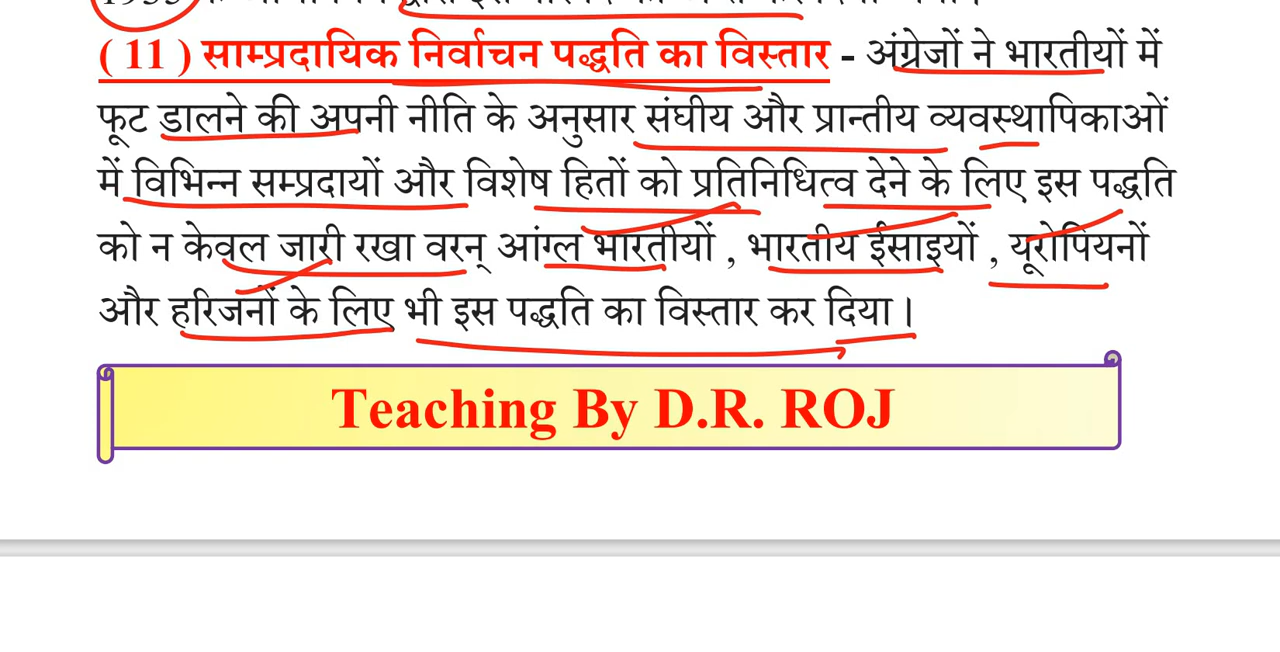 ( 11 ) साम्प्रदायिक निर्वाचन पद्धति का विस्तार - अंग्रेजों ने भारतीयों में
फूट डालने की अपनी नीति के अनुसार संघीय और प्रान्तीय व्यवस्थापिकाओं
में विभिन्न सम्प्रदायों और विशेष हितों को प्रतिनिधित्व देने के लिए इस पद्धति
को न केवल जारी रखा वरन् आंग्ल भारतीयों , भारतीय ईसाइयों , यूरोपियनों
और हरिजनों के लिए भी इस पद्धति का विस्तार कर दिया ।
Teaching By D.R. ROJ